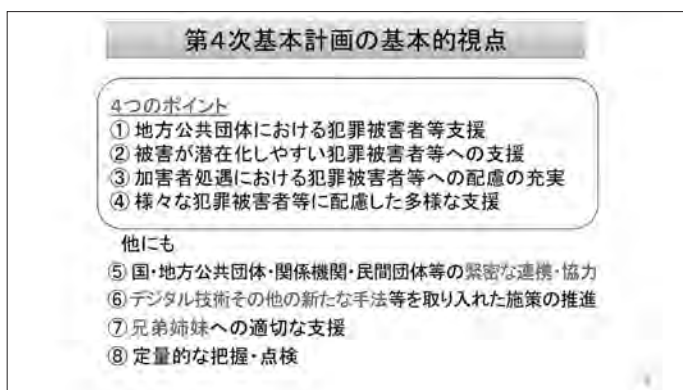 第4次基本計画の基本的視点
4つのポイント
① 地方公共団体における犯罪被害者等支援
② 被害が潜在化しやすい犯罪被害者等への支援
③ 加害者処遇における犯罪被害者等への配慮の充実
④ 様々な犯罪被害者等に配慮した多様な支援
他にも
⑤ 国・地方公共団体・関係機関・民間団体等の緊密な連携・協力
⑥ デジタル技術その他の新たな手法等を取り入れた施策の推進
⑦ 兄弟姉妹への適切な支援
⑧ 定量的な把握・点検